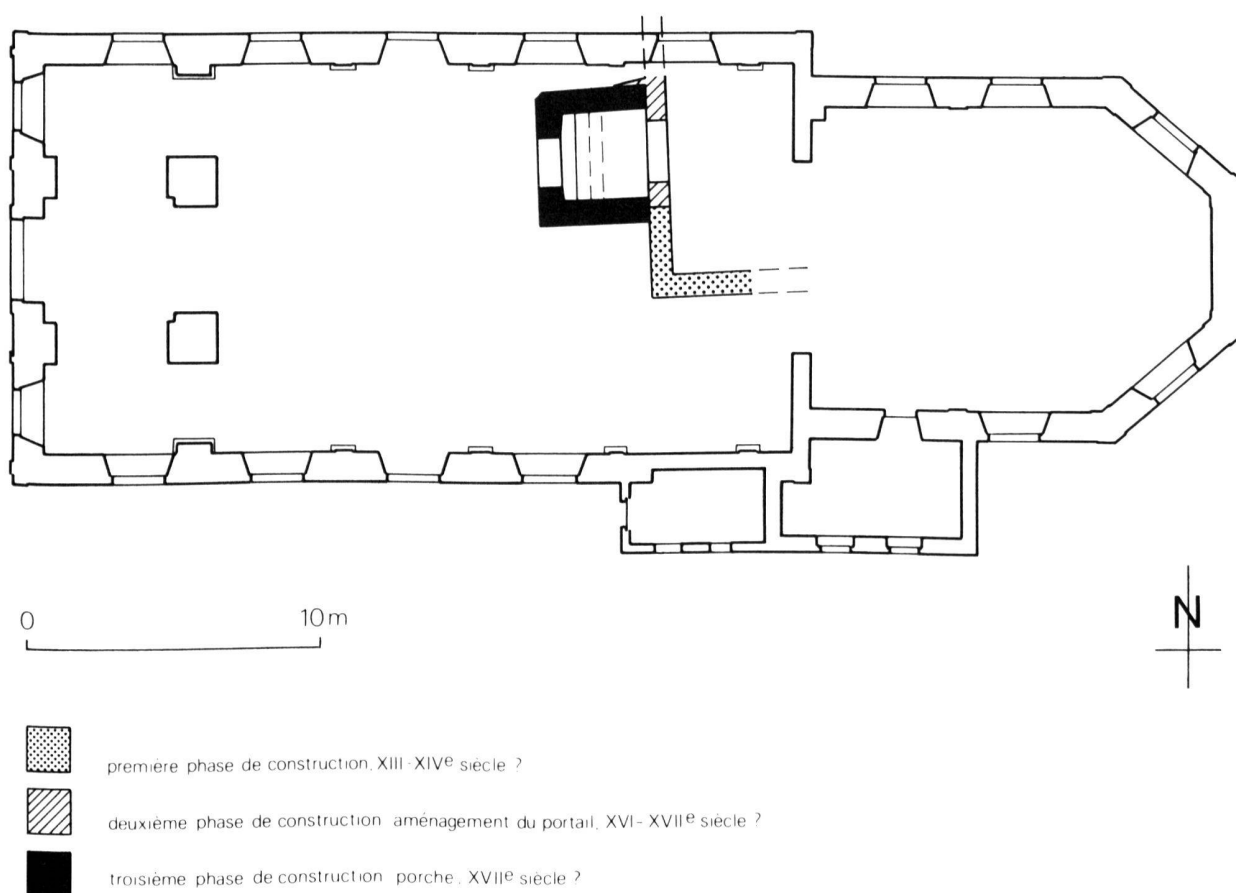 0 10m
N
première phase de construction, XIII-XIVe siècle ?
deuxième phase de construction aménagement du portail, XVI-XVIIe siècle ?
troisième phase de construction porche, XVIIe siècle ?